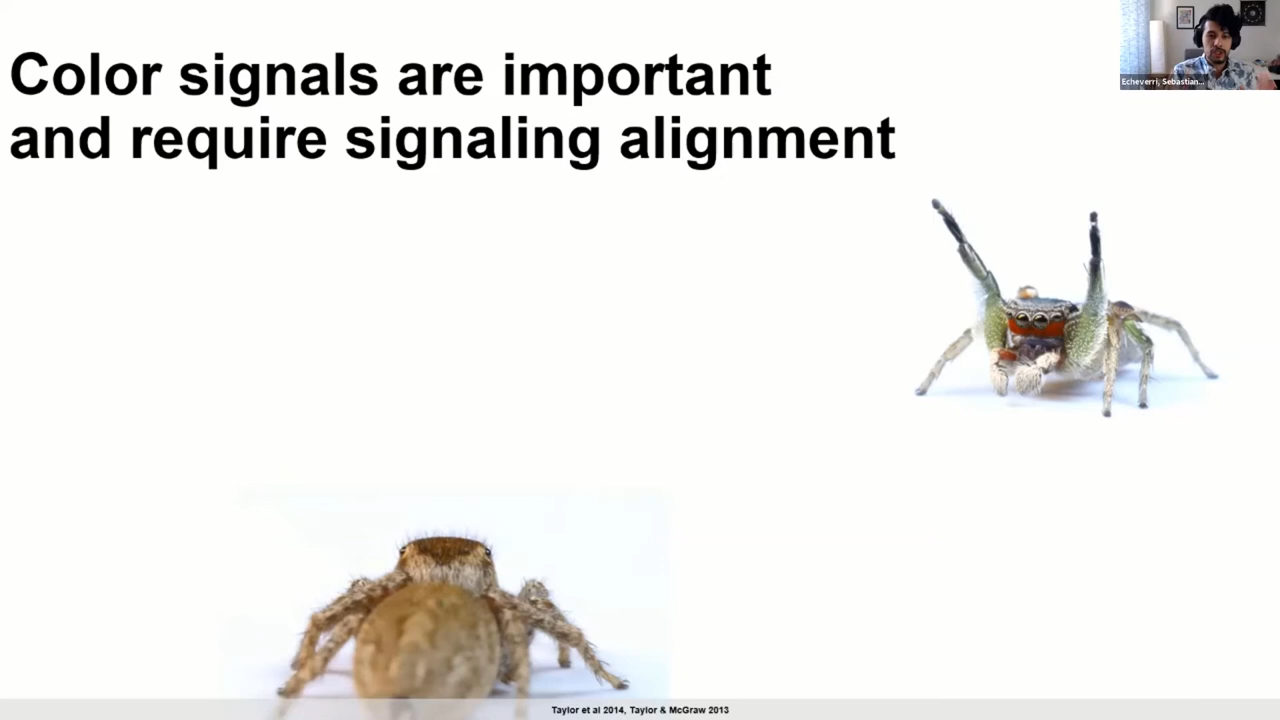 Color signals are important
and require signaling alignment
Echeverri, Sebastian...
Taylor et al 2014, Taylor & McGraw 2013